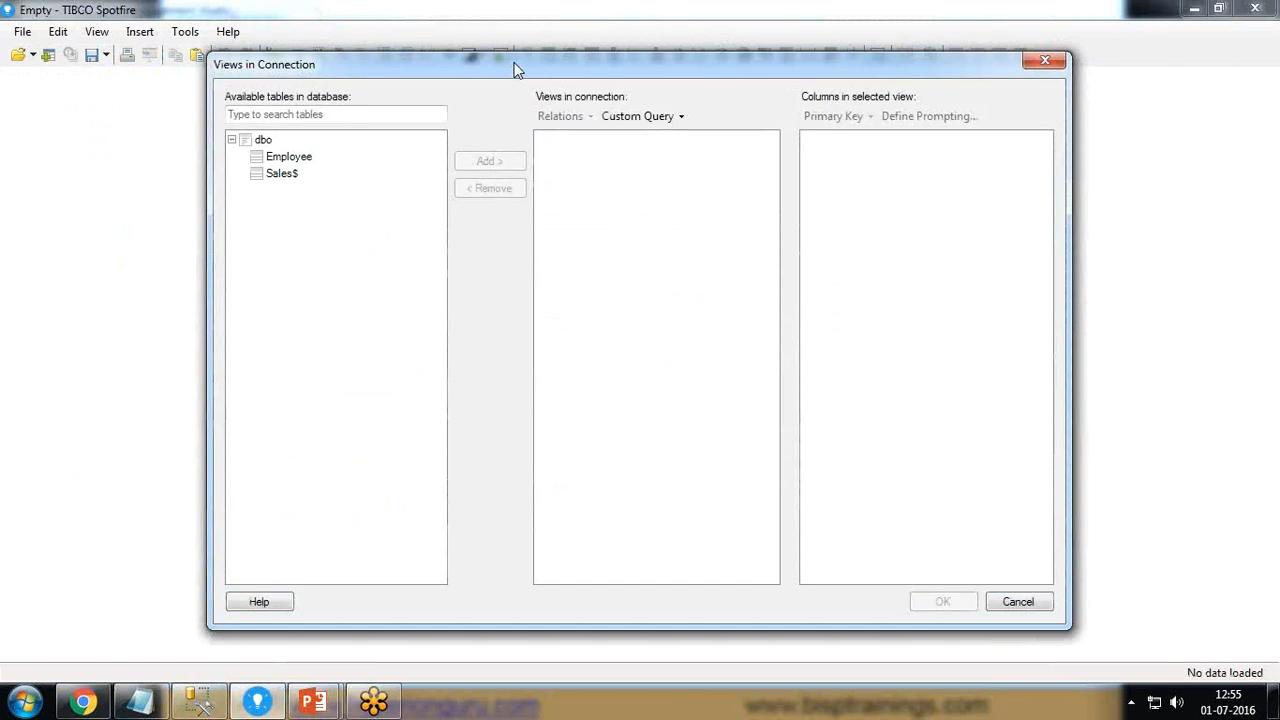 Empty - TIBCO Spotfire
File Edit View Insert Tools Help
Views in Connection
Available tables in database:
Type to search tables
dbo
Employee
Sales$
Add >
< Remove
Views in connection:
Relations Custom Query
Columns in selected view:
Primary Key Define Prompting...
Help
OK
Cancel
No data loaded
www.bisptrainings.com
12:55
01-07-2016